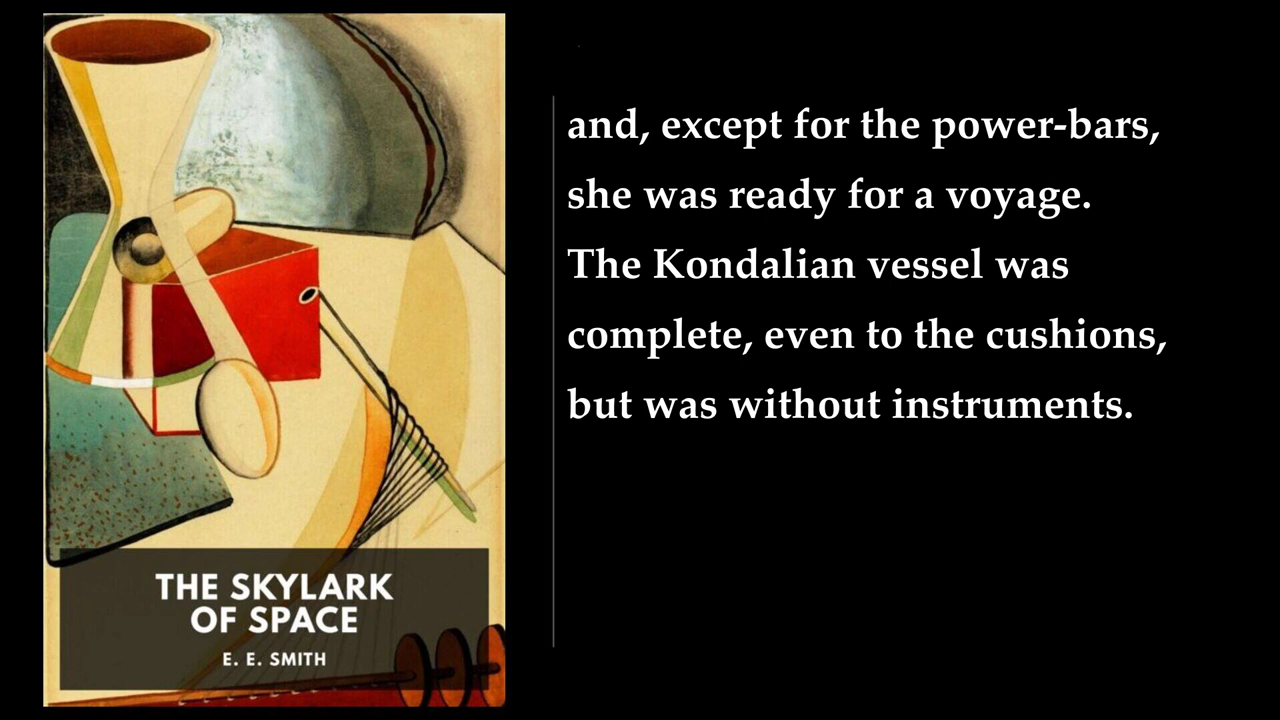 THE SKYLARK
OF SPACE
E. E. SMITH
and, except for the power-bars,
she was ready for a voyage.
The Kondalian vessel was
complete, even to the cushions,
but was without instruments.